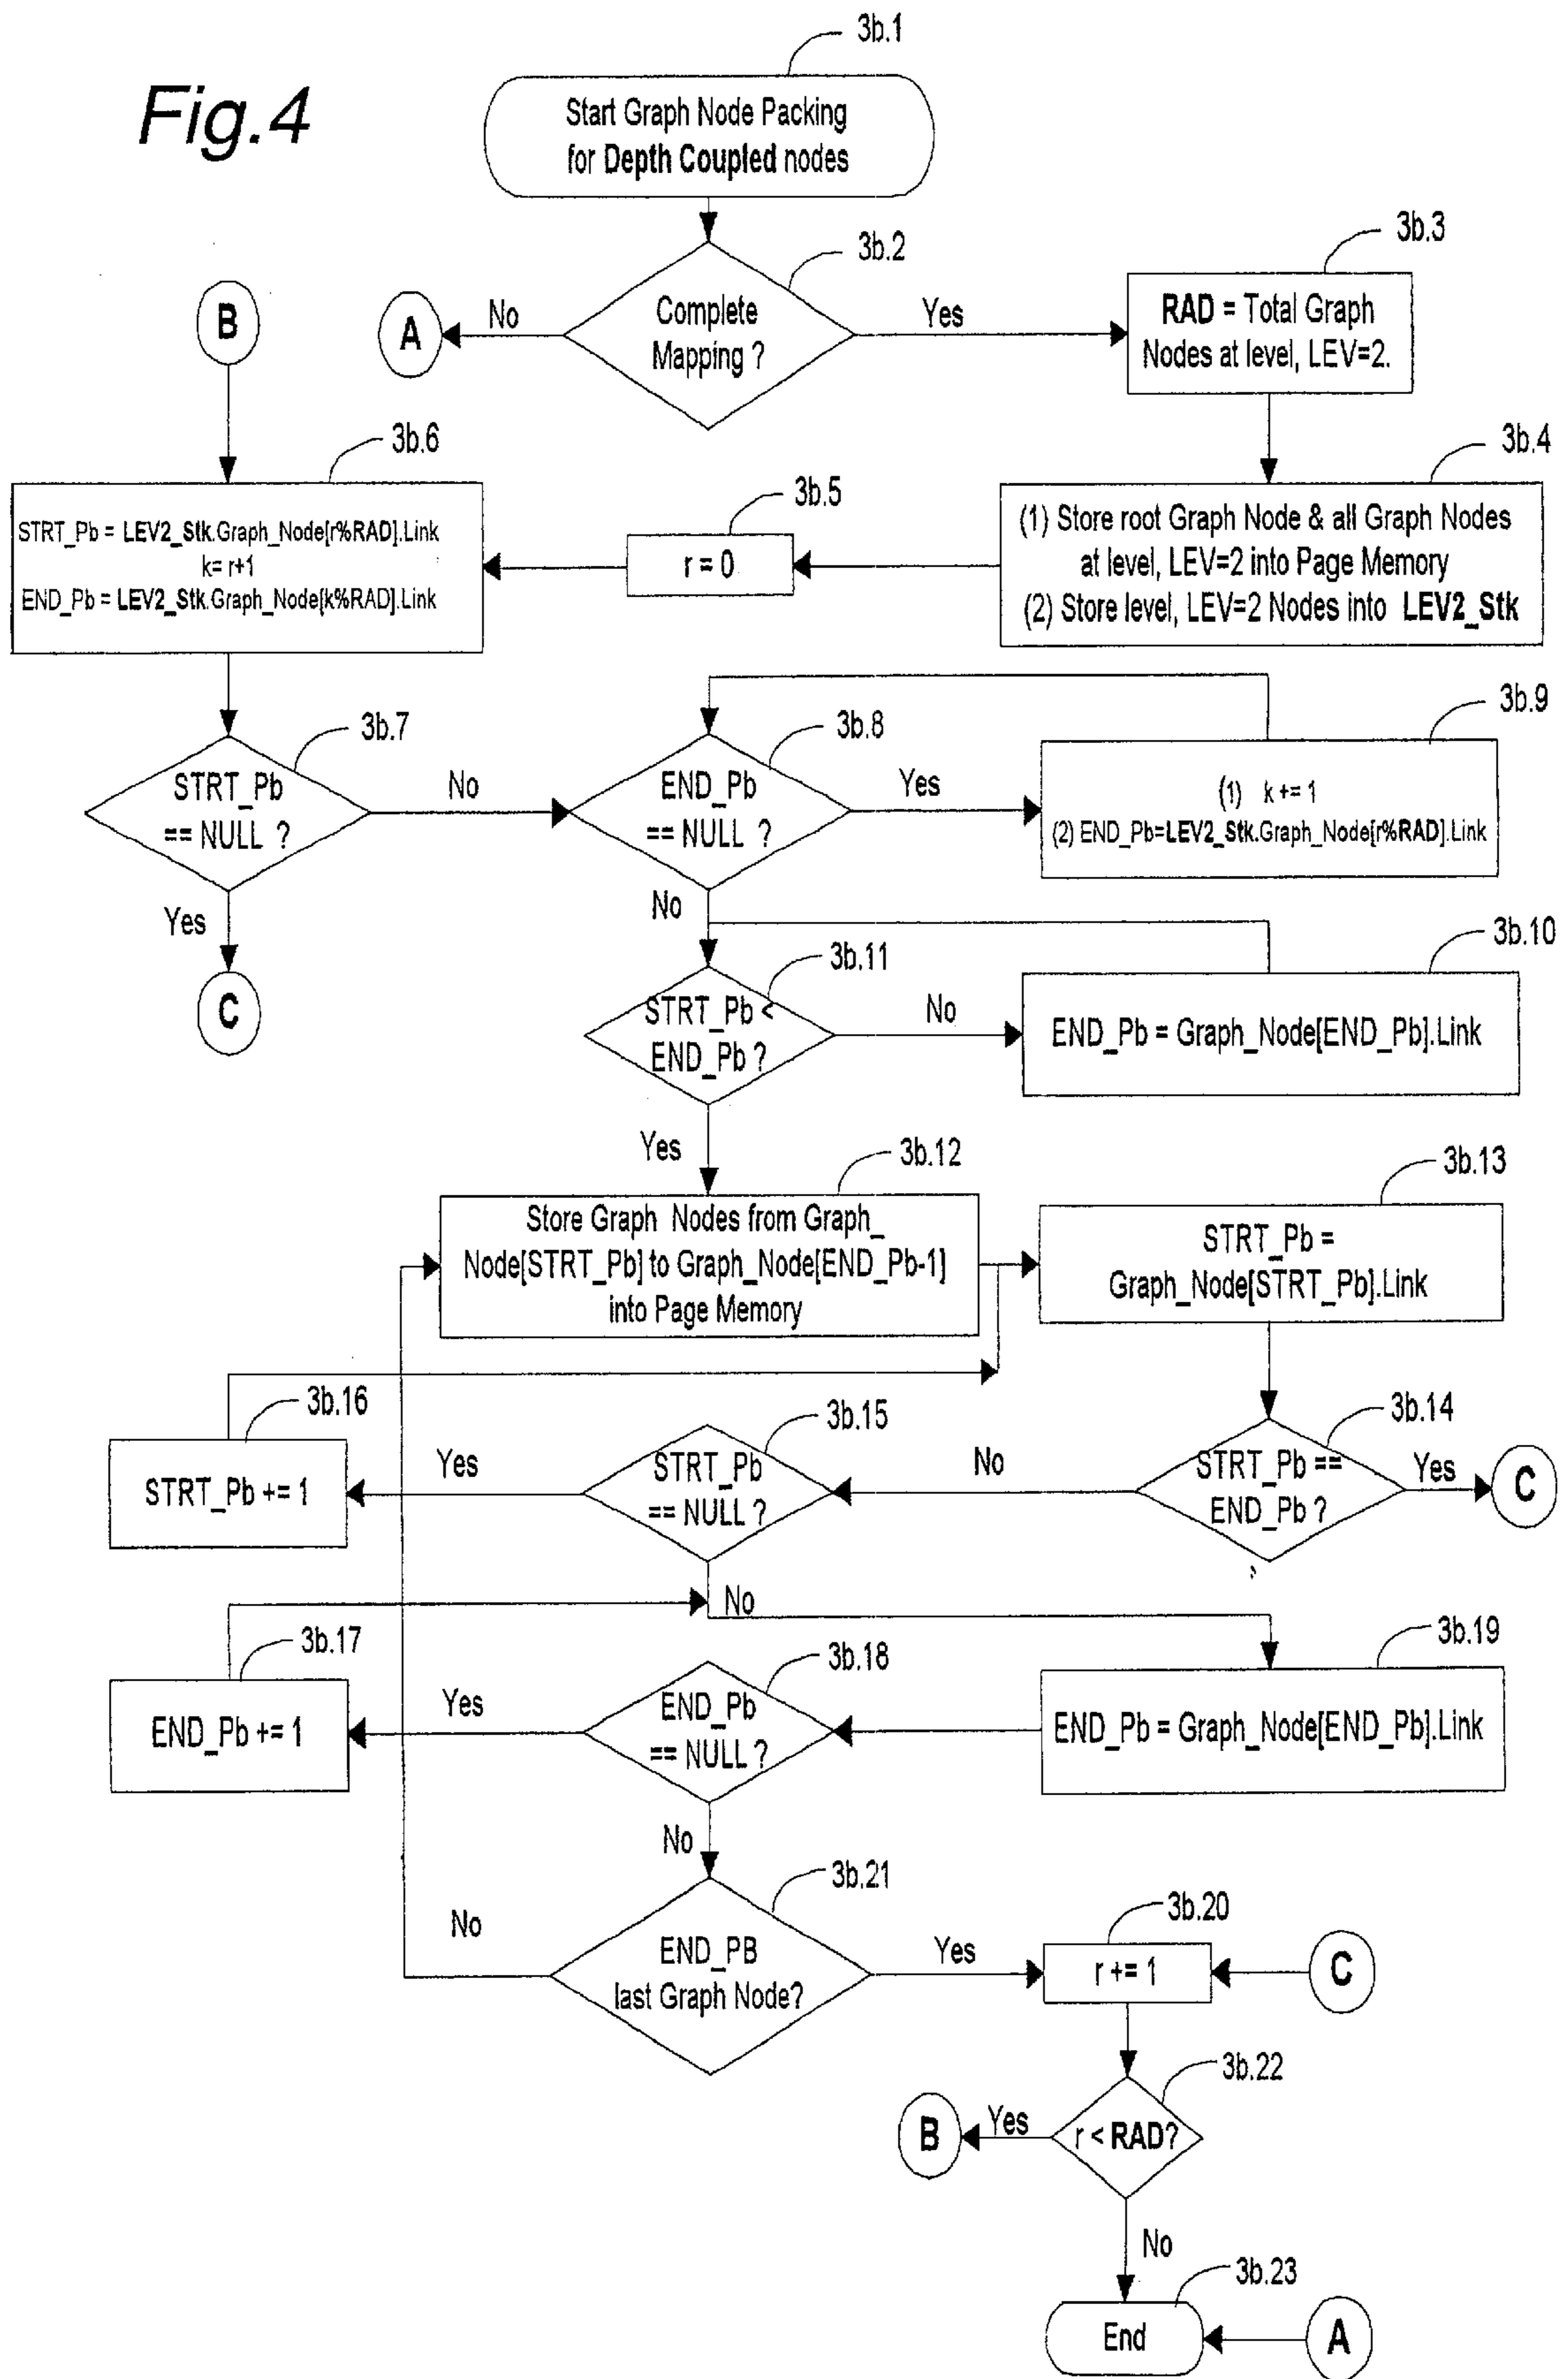 Fig.4
3b.1
Start Graph Node Packing
for Depth Coupled nodes
3b.2
Complete
Mapping ?
No
A
B
Yes
3b.3
RAD = Total Graph
Nodes at level, LEV=2.
3b.4
(1) Store root Graph Node & all Graph Nodes
at level, LEV=2 into Page Memory
(2) Store level, LEV=2 Nodes into LEV2_Stk
3b.5
r = 0
3b.6
STRT_Pb = LEV2_Stk.Graph_Node[r%RAD].Link
k= r+1
END_Pb = LEV2_Stk.Graph_Node[k%RAD].Link
3b.7
STRT_Pb
== NULL ?
No
Yes
C
3b.8
END_Pb
== NULL ?
Yes
No
3b.9
(1) k += 1
(2) END_Pb=LEV2_Stk.Graph_Node[r%RAD].Link
3b.10
END_Pb = Graph_Node[END_Pb].Link
3b.11
STRT_Pb <
END_Pb ?
No
Yes
3b.12
Store Graph Nodes from Graph_
Node[STRT_Pb] to Graph_Node[END_Pb-1]
into Page Memory
3b.13
STRT_Pb =
Graph_Node[STRT_Pb].Link
3b.14
STRT_Pb ==
END_Pb ?
Yes
C
No
3b.15
STRT_Pb
== NULL ?
Yes
No
3b.16
STRT_Pb += 1
3b.17
END_Pb += 1
3b.18
END_Pb
== NULL ?
Yes
No
3b.19
END_Pb = Graph_Node[END_Pb].Link
3b.21
END_PB
last Graph Node?
No
Yes
3b.20
r += 1
C
3b.22
r < RAD?
Yes
B
No
3b.23
End
A